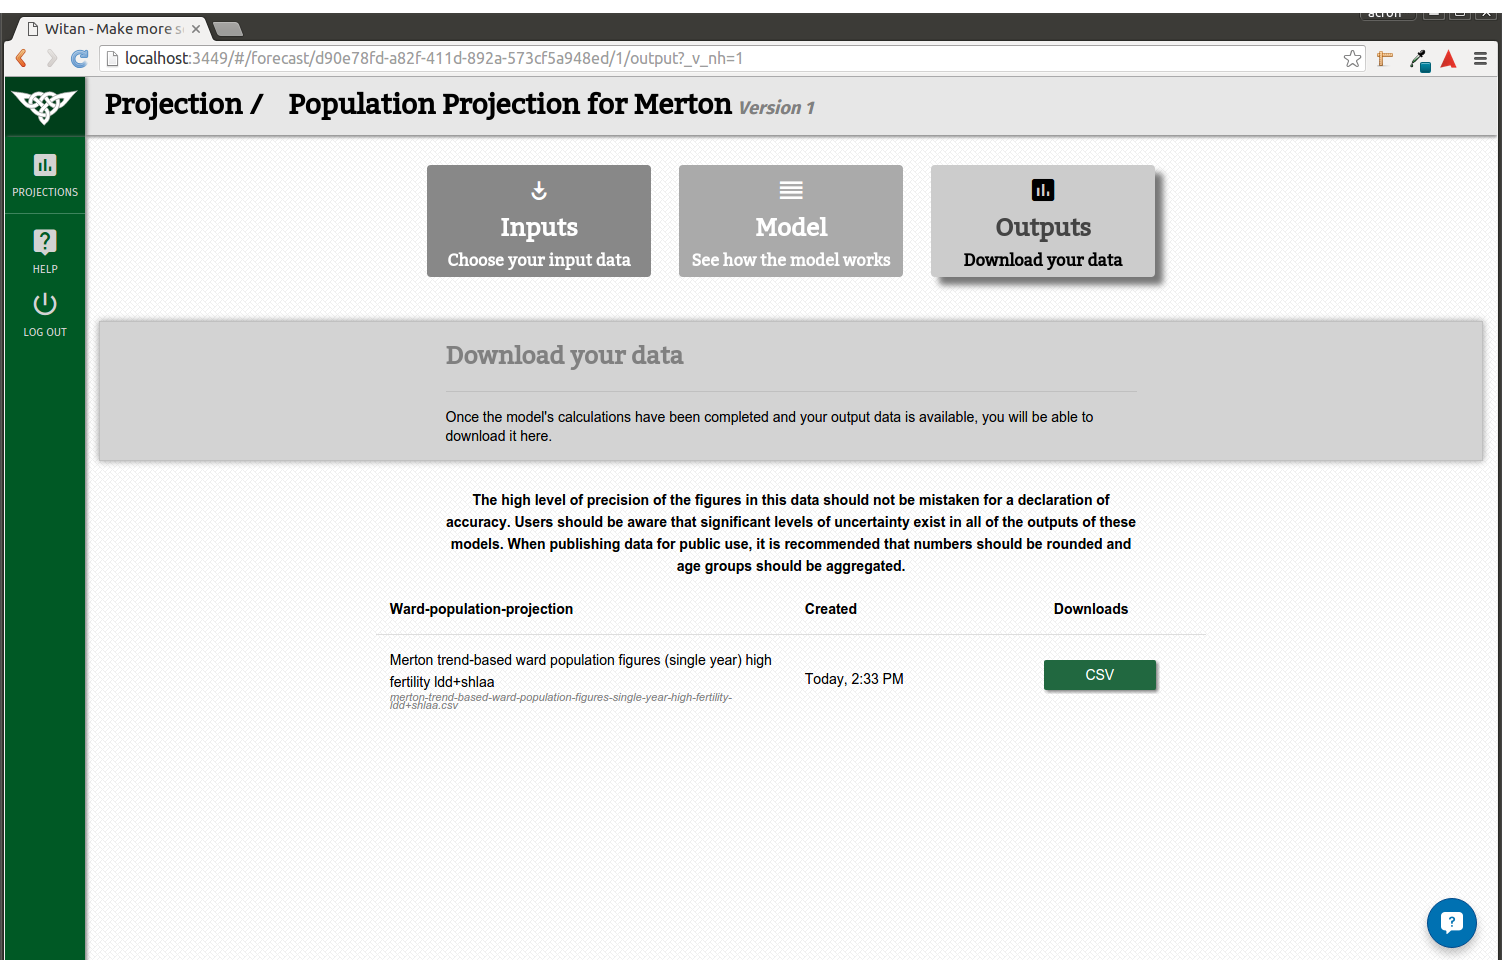 acron
Witan - Make more s
localhost:3449/#/forecast/d90e78fd-a82f-411d-892a-573cf5a948ed/1/output?_v_nh=1
Projection / Population Projection for Merton Version 1
PROJECTIONS
HELP
LOG OUT
Inputs
Choose your input data
Model
See how the model works
Outputs
Download your data
Download your data
Once the model's calculations have been completed and your output data is available, you will be able to
download it here.
The high level of precision of the figures in this data should not be mistaken for a declaration of
accuracy. Users should be aware that significant levels of uncertainty exist in all of the outputs of these
models. When publishing data for public use, it is recommended that numbers should be rounded and
age groups should be aggregated.
Ward-population-projection Created Downloads
Merton trend-based ward population figures (single year) high
fertility ldd+shlaa
merton-trend-based-ward-population-figures-single-year-high-fertility-
ldd+shlaa.csv
Today, 2:33 PM
CSV